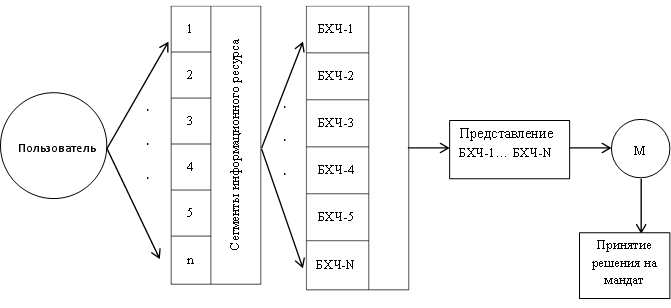 Пользователь
1
2
3
4
5
n
Сегменты информационного ресурса
БХЧ-1
БХЧ-2
БХЧ-3
БХЧ-4
БХЧ-5
БХЧ-N
Представление
БХЧ-1... БХЧ-N
М
Принятие
решения на
мандат